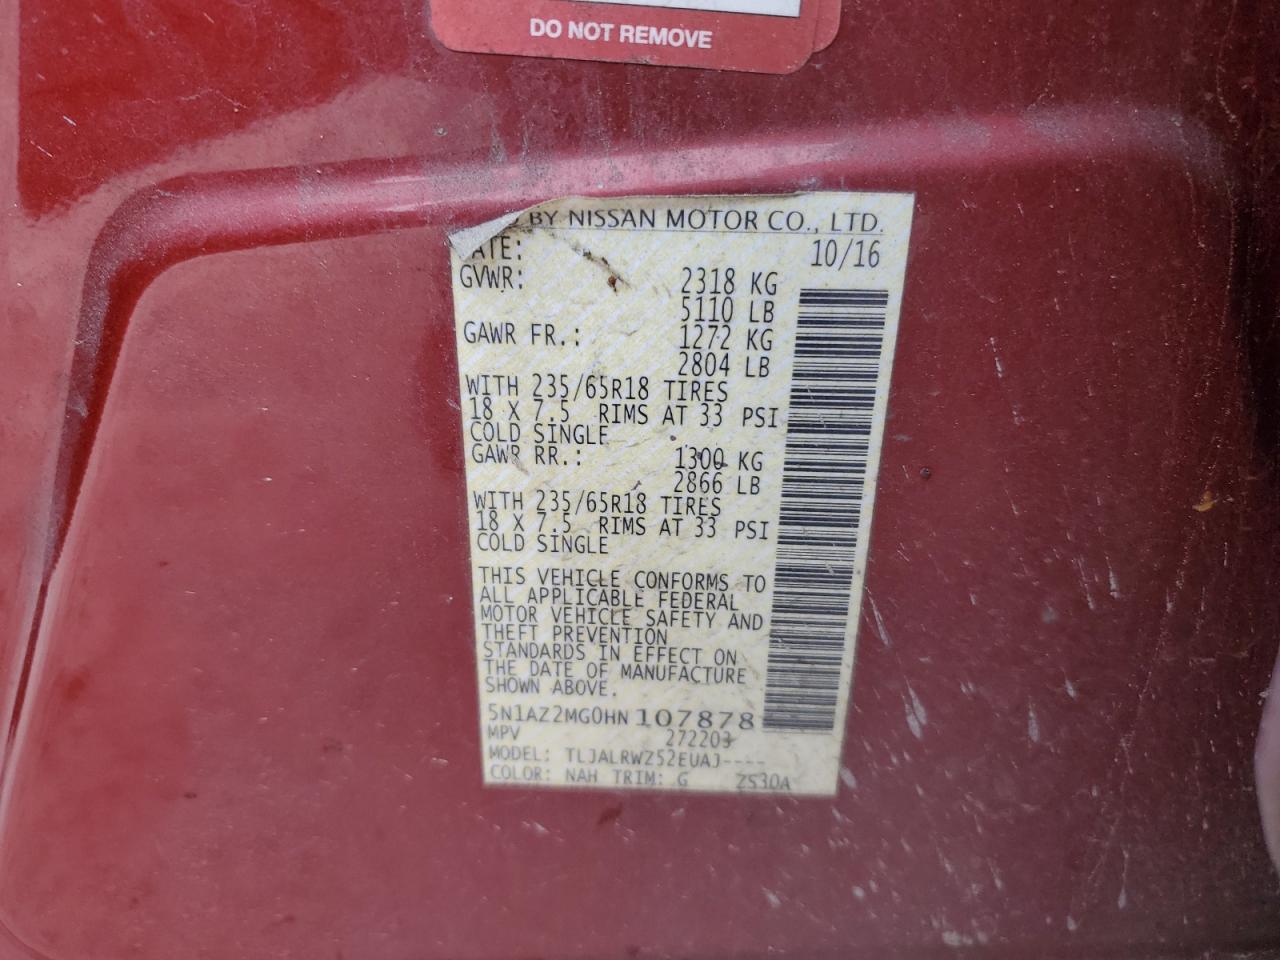 DO NOT REMOVE
BY NISSAN MOTOR CO., LTD.
ATE: 10/16
GVWR: 2318 KG
5110 LB
GAWR FR.: 1272 KG
2804 LB
WITH 235/65R18 TIRES
18 X 7.5 RIMS AT 33 PSI
COLD SINGLE
GAWR RR.: 1300 KG
2866 LB
WITH 235/65R18 TIRES
18 X 7.5 RIMS AT 33 PSI
COLD SINGLE
THIS VEHICLE CONFORMS TO
ALL APPLICABLE FEDERAL
MOTOR VEHICLE SAFETY AND
THEFT PREVENTION
STANDARDS IN EFFECT ON
THE DATE OF MANUFACTURE
SHOWN ABOVE.
5N1AZ2MG0HN107878
MPV 272203
MODEL: TLJALRWZ52EUAJ----
COLOR: NAH TRIM: G ZS30A